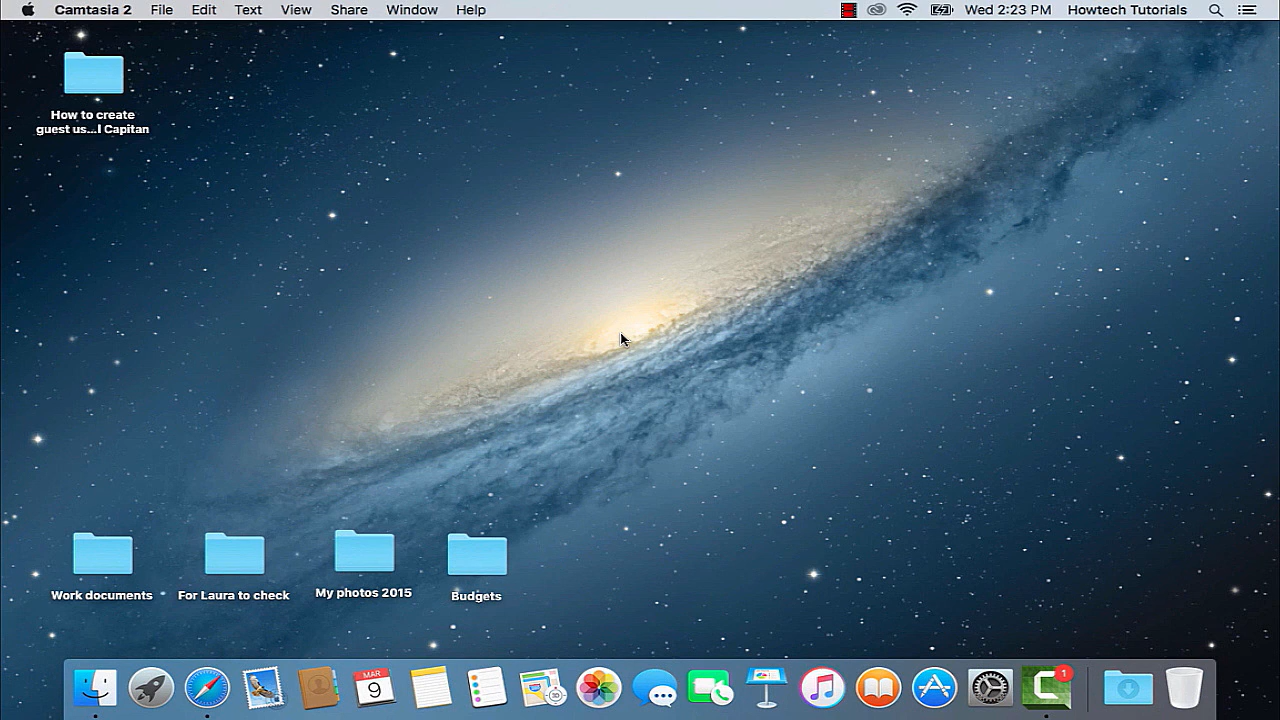 Camtasia 2 File Edit Text View Share Window Help Wed 2:23 PM Howtech Tutorials
How to create
guest us...l Capitan
Work documents For Laura to check My photos 2015 Budgets
MAR
9
1